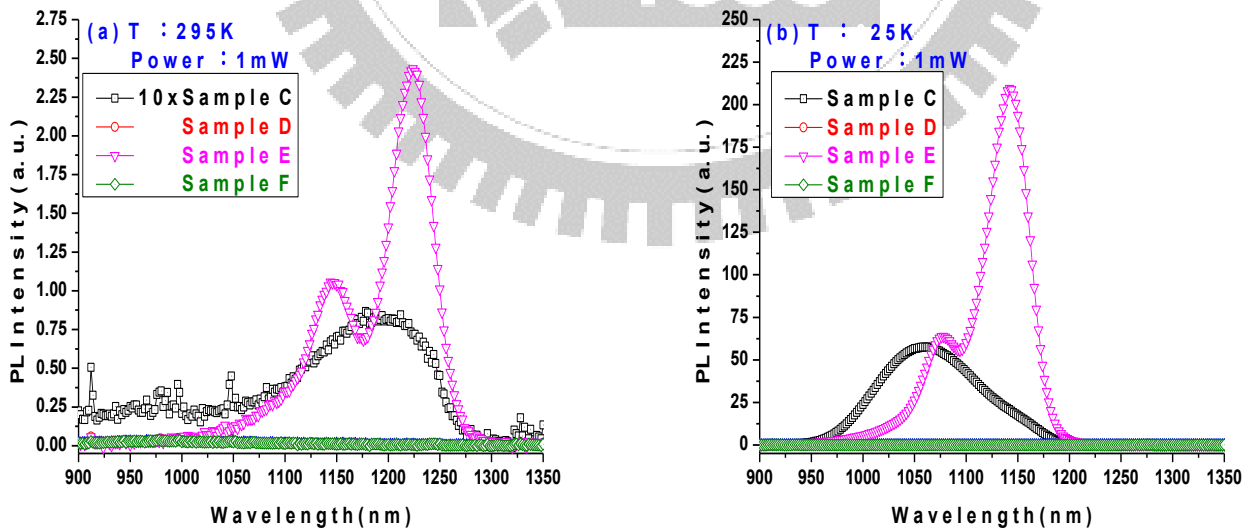 (a) T : 295K
Power : 1mW
10xSample C
Sample D
Sample E
Sample F
PL Intensity (a.u.)
2.75
2.50
2.25
2.00
1.75
1.50
1.25
1.00
0.75
0.50
0.25
0.00
900 950 1000 1050 1100 1150 1200 1250 1300 1350
Wavelength(nm)
(b) T : 25K
Power : 1mW
Sample C
Sample D
Sample E
Sample F
PL Intensity (a.u.)
250
225
200
175
150
125
100
75
50
25
0
900 950 1000 1050 1100 1150 1200 1250 1300 1350
Wavelength(nm)